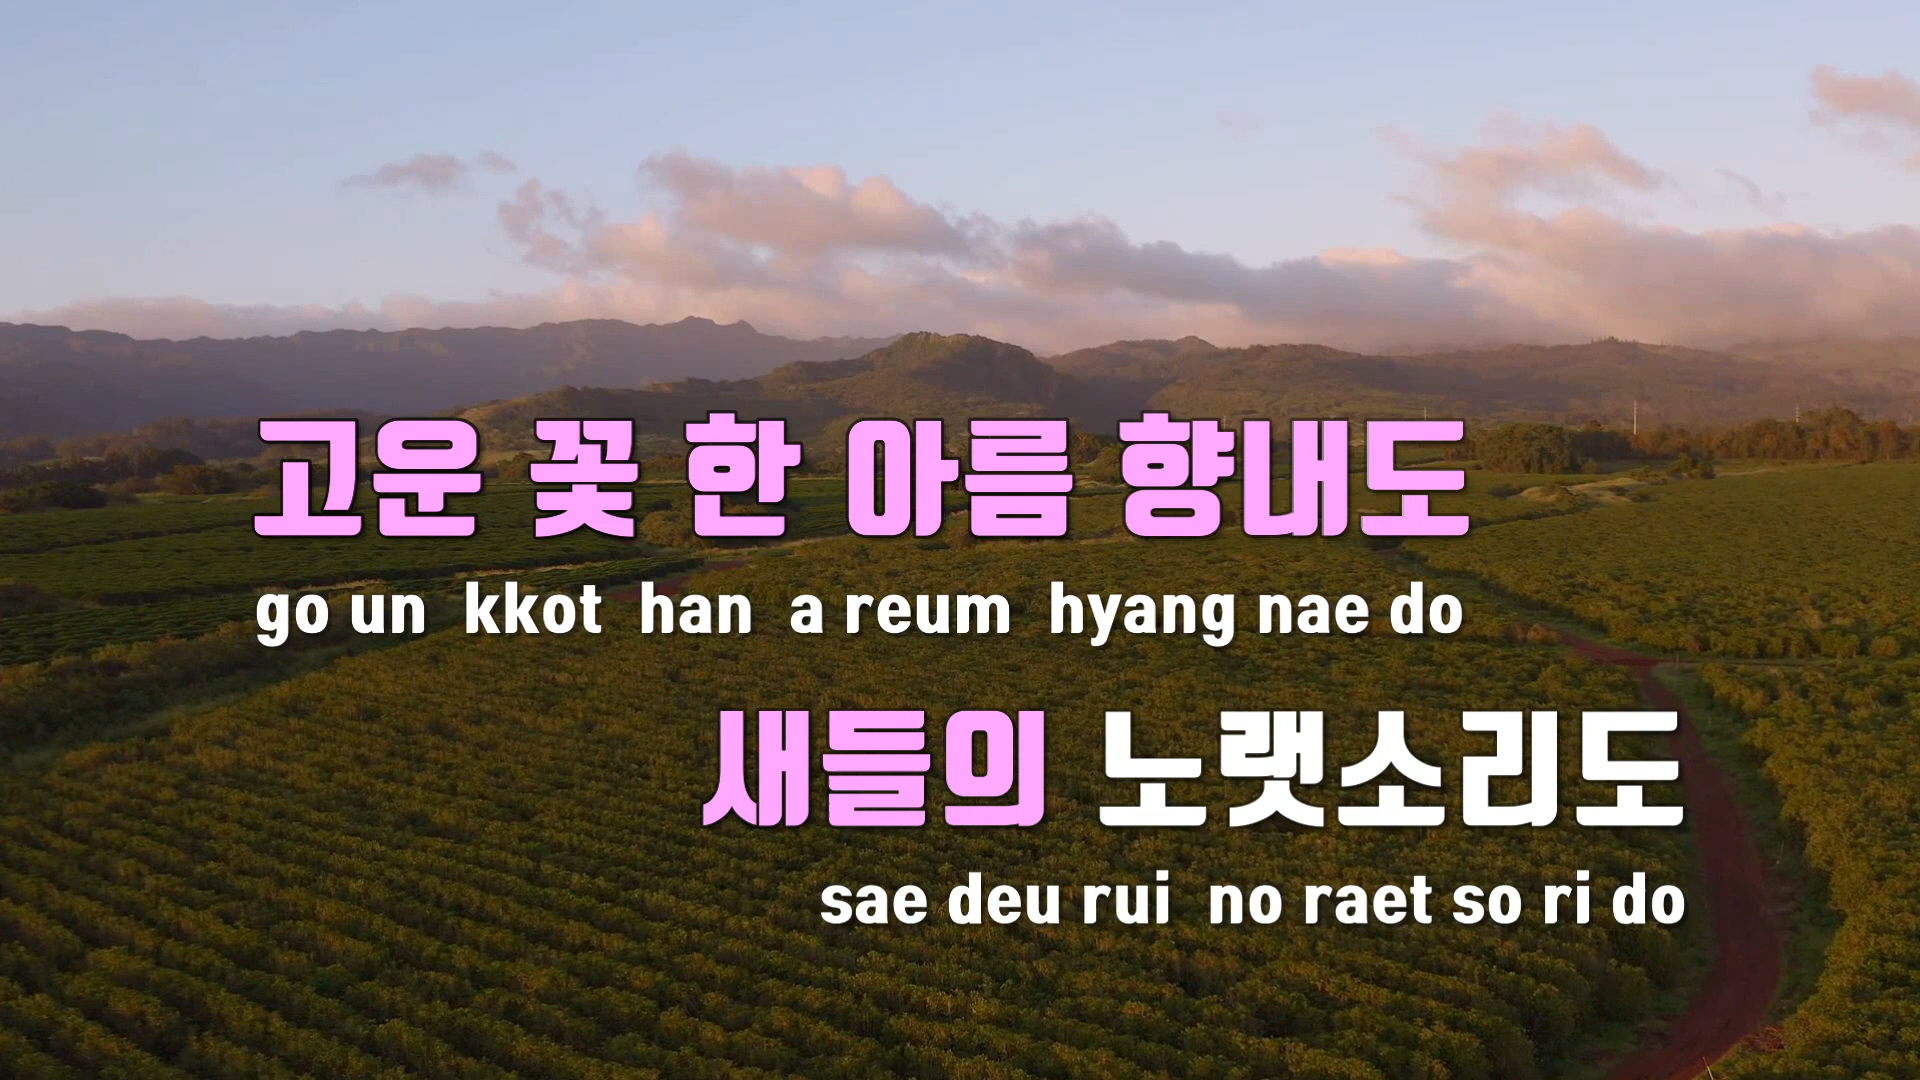 고운 꽃 한 아름 향내도
go un kkot han a reum hyang nae do
새들의 노랫소리도
sae deu rui no raet so ri do